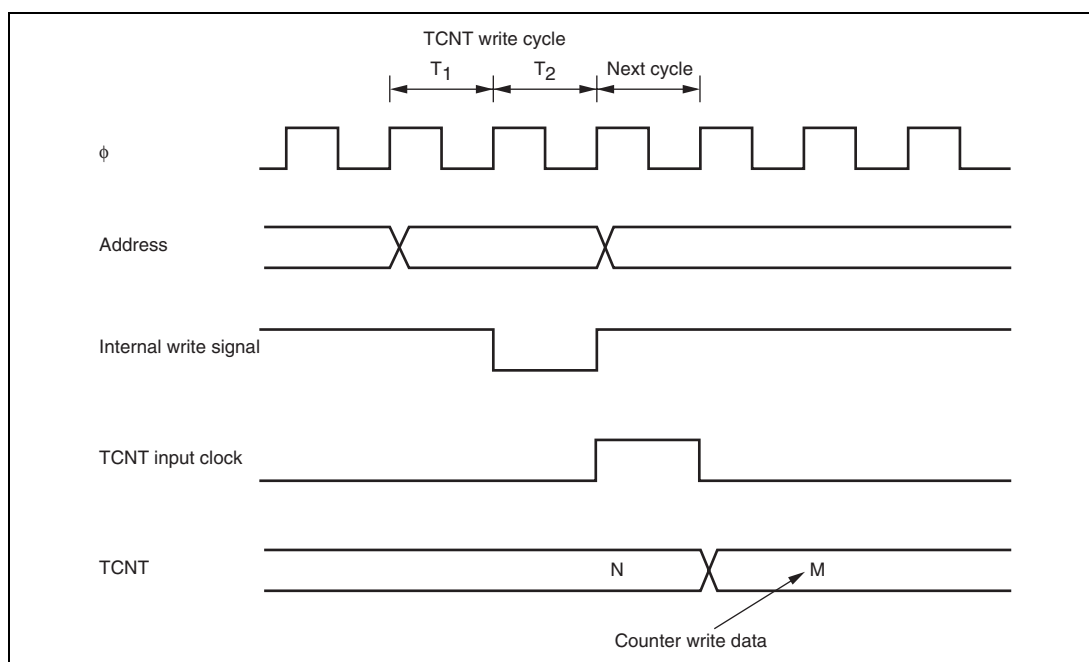 TCNT write cycle
T1 T2 Next cycle
ϕ
Address
Internal write signal
TCNT input clock
TCNT N M
Counter write data